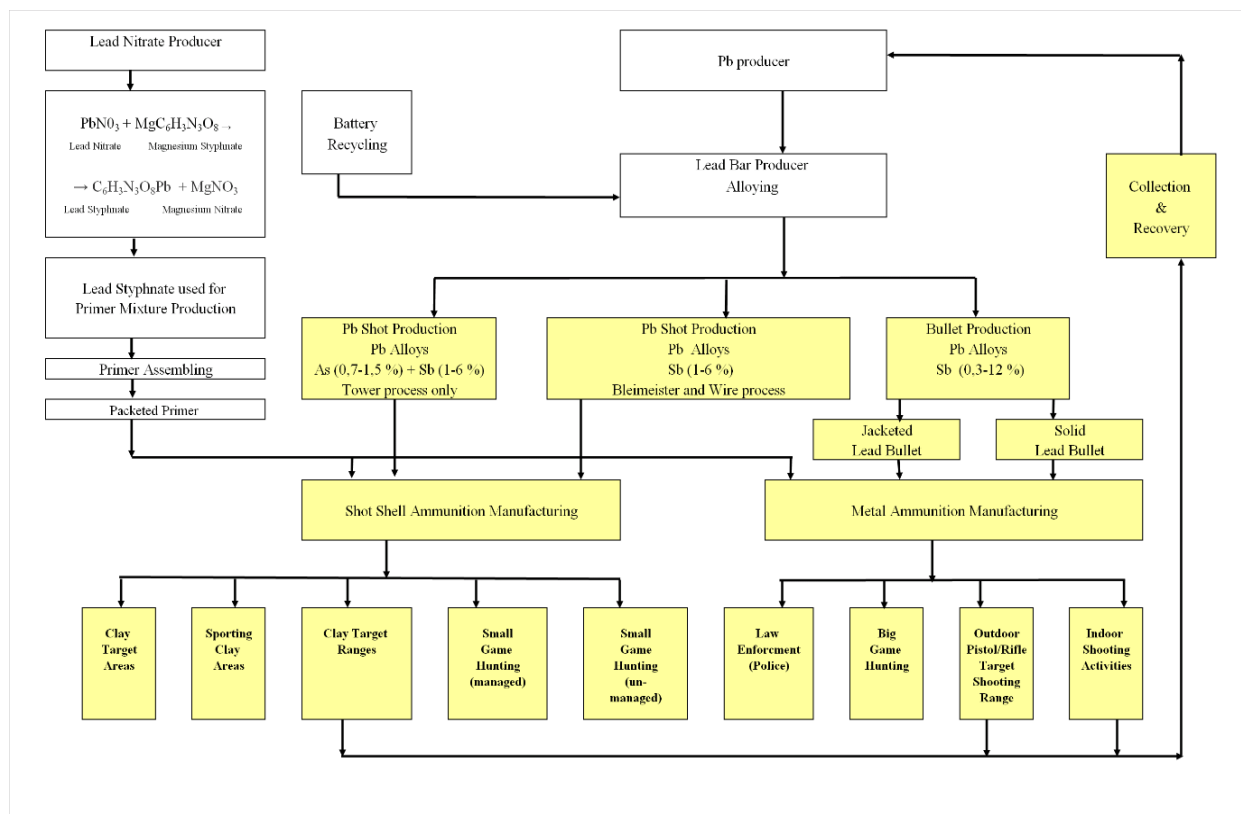 Lead Nitrate Producer
PbN0₃ + MgC₆H₃N₃O₈ →
Lead Nitrate Magnesium Styphnate
→ C₆H₃N₃O₈Pb + MgNO₃
Lead Styphnate Magnesium Nitrate
Lead Styphnate used for
Primer Mixture Production
Primer Assembling
Packeted Primer
Battery
Recycling
Pb producer
Lead Bar Producer
Alloying
Collection
&
Recovery
Pb Shot Production
Pb Alloys
As (0,7-1,5 %) + Sb (1-6 %)
Tower process only
Pb Shot Production
Pb Alloys
Sb (1-6 %)
Bleimeister and Wire process
Bullet Production
Pb Alloys
Sb (0,3-12 %)
Jacketed
Lead Bullet
Solid
Lead Bullet
Shot Shell Ammunition Manufacturing
Metal Ammunition Manufacturing
Clay
Target
Areas
Sporting
Clay
Areas
Clay Target
Ranges
Small
Game
Hunting
(managed)
Small
Game
Hunting
(un-
managed)
Law
Enforcment
(Police)
Big
Game
Hunting
Outdoor
Pistol/Rifle
Target
Shooting
Range
Indoor
Shooting
Activities